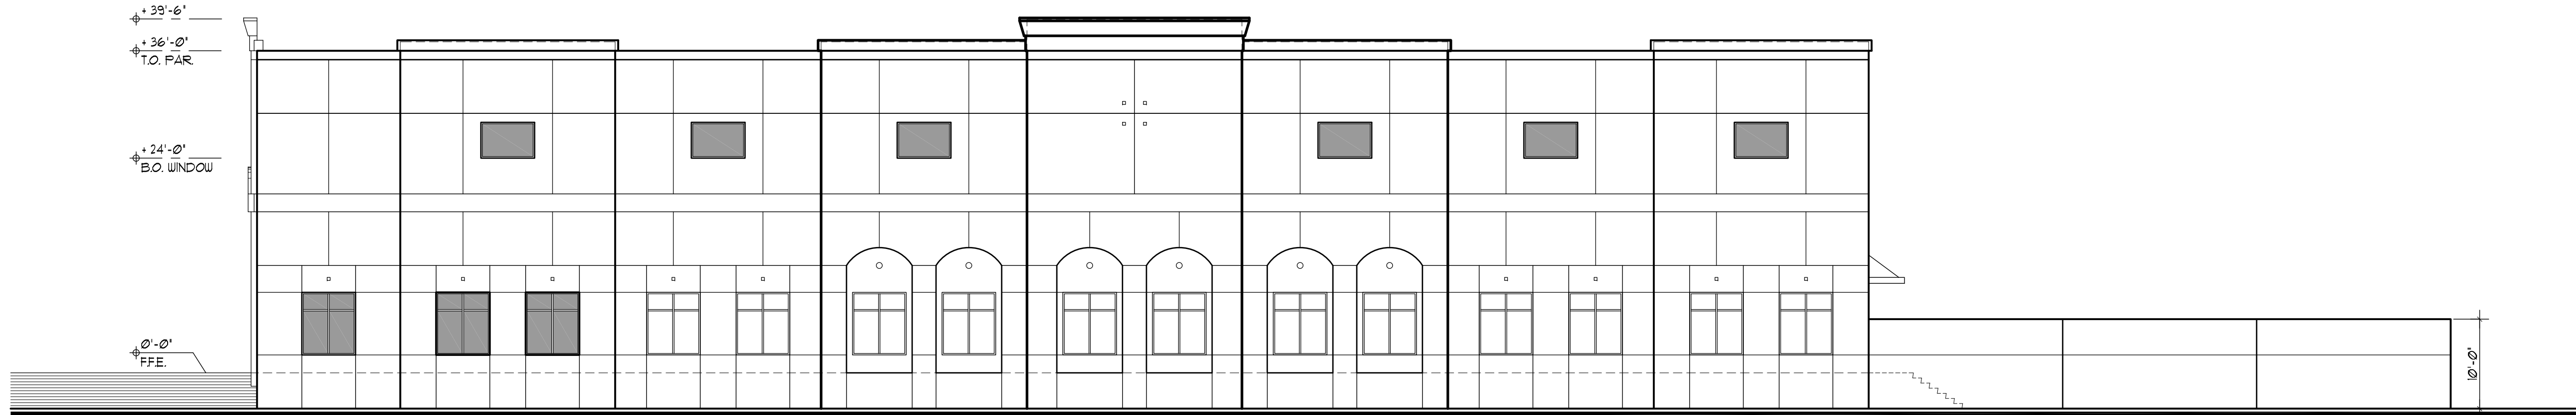 + 39'-6"
+ 36'-0"
T.O. PAR.
+ 24'-0"
B.O. WINDOW
0'-0"
F.F.E.
10'-0"